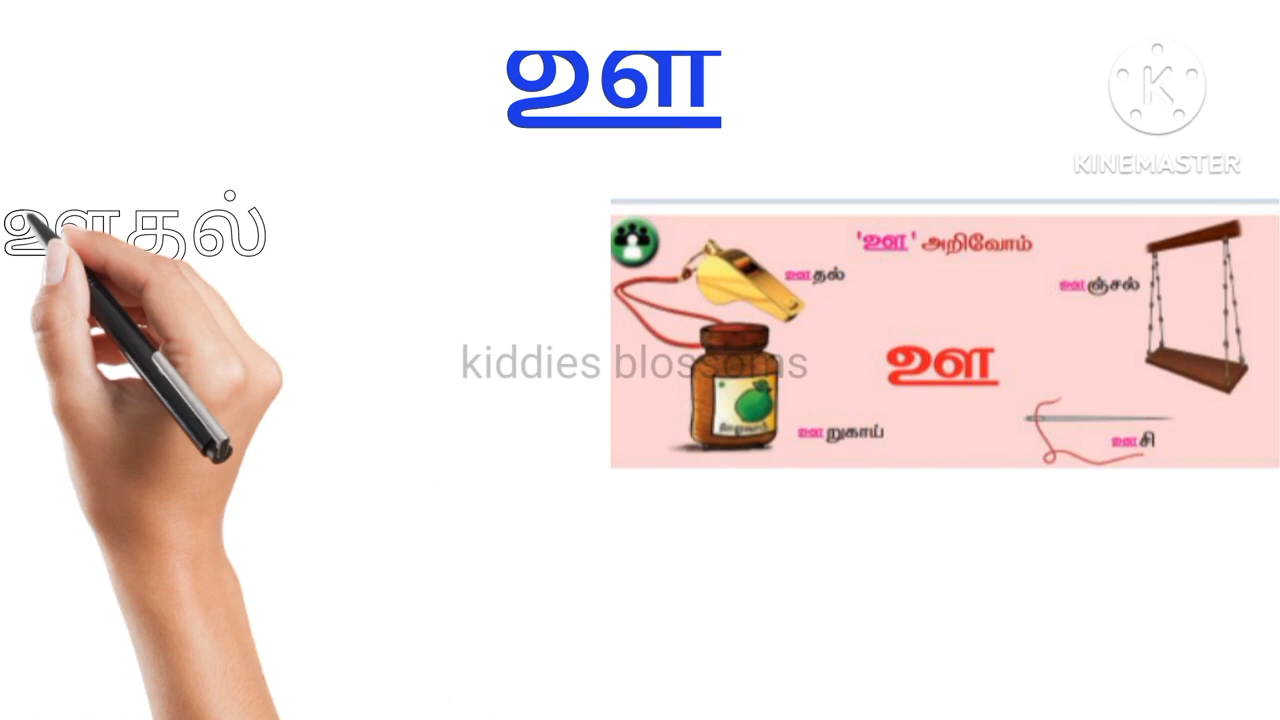 ஊ
KINEMASTER
ஊதல்
'ஊ' அறிவோம்
ஊதல்
ஊஞ்சல்
ஊ
kiddies blossoms
ஊறுகாய்
ஊசி